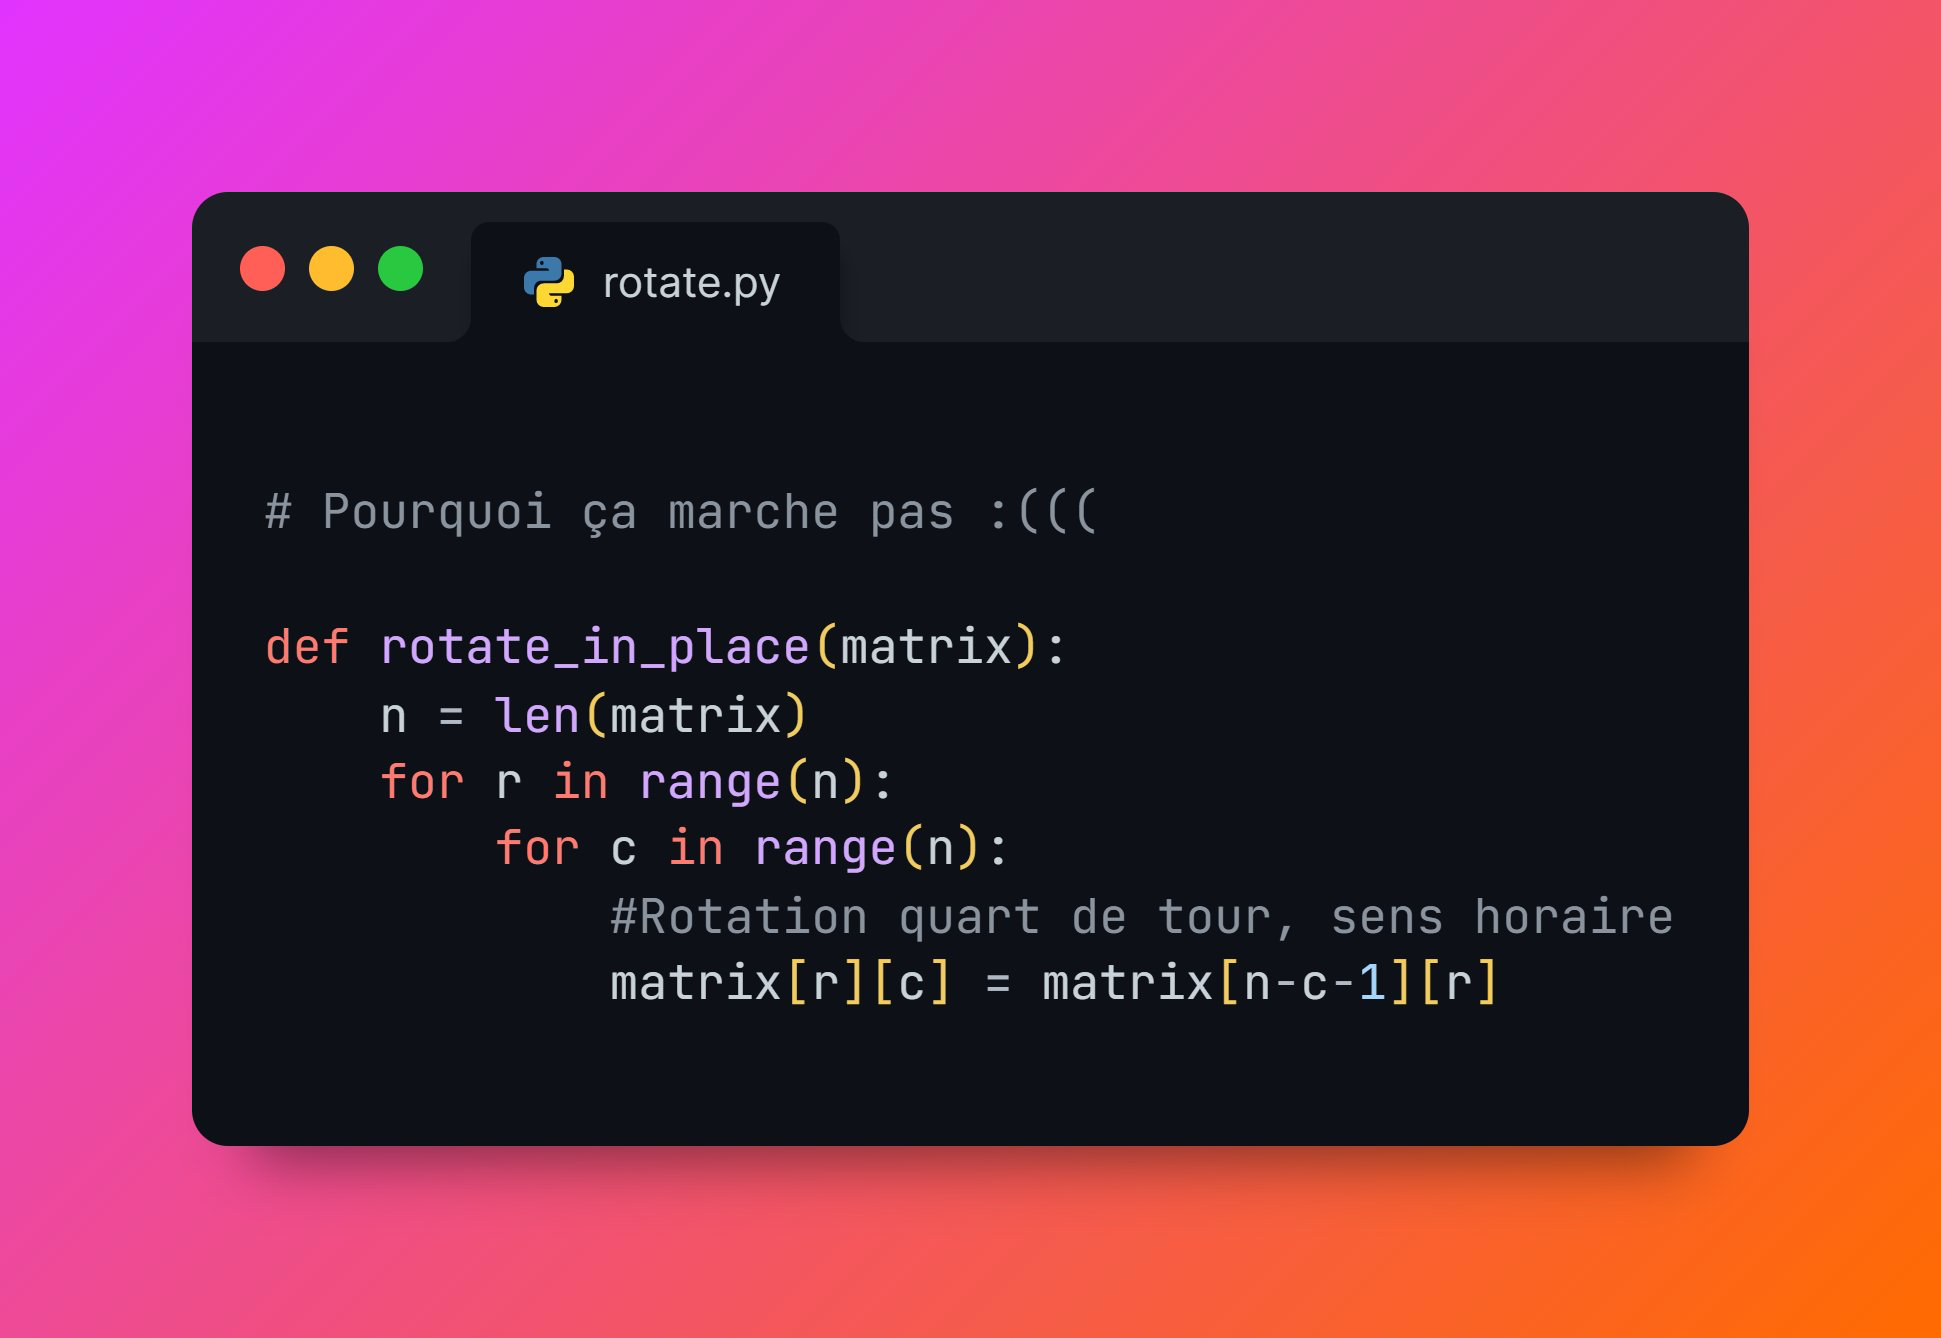 rotate.py
# Pourquoi ça marche pas :(((
def rotate_in_place(matrix):
    n = len(matrix)
    for r in range(n):
        for c in range(n):
            #Rotation quart de tour, sens horaire
            matrix[r][c] = matrix[n-c-1][r]